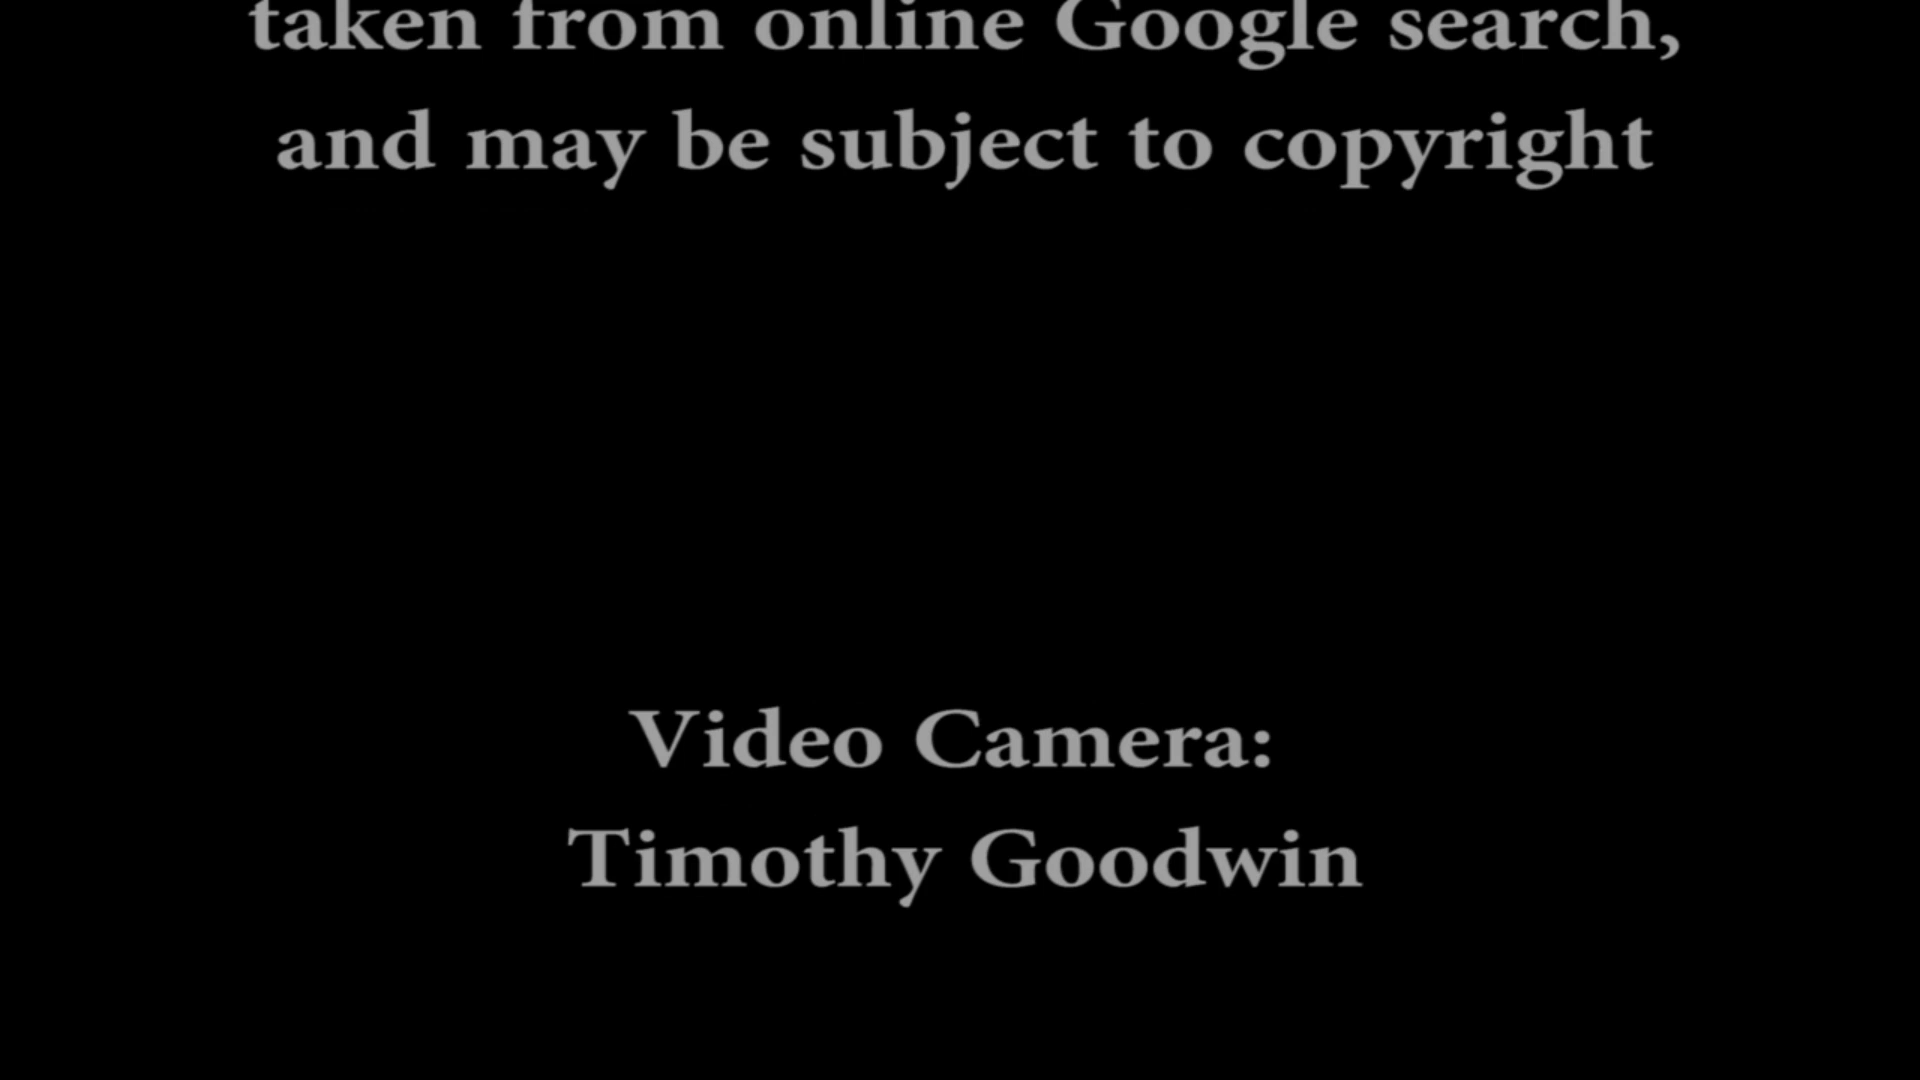 taken from online Google search,
and may be subject to copyright
Video Camera:
Timothy Goodwin